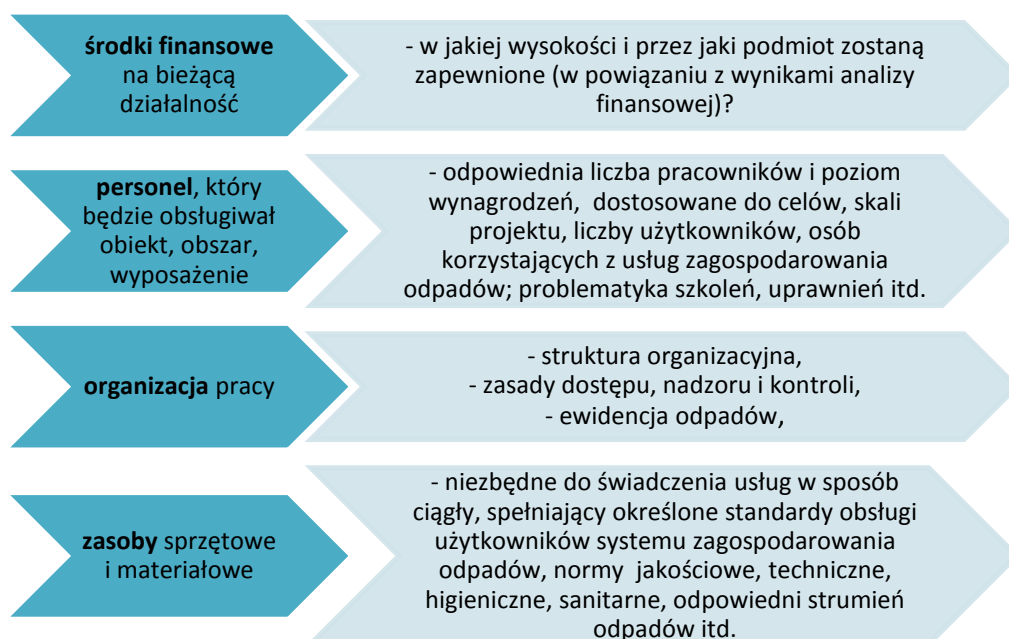 środki finansowe
na bieżącą
działalność
- w jakiej wysokości i przez jaki podmiot zostaną
zapewnione (w powiązaniu z wynikami analizy
finansowej)?
personel, który
będzie obsługiwał
obiekt, obszar,
wyposażenie
- odpowiednia liczba pracowników i poziom
wynagrodzeń, dostosowane do celów, skali
projektu, liczby użytkowników, osób
korzystających z usług zagospodarowania
odpadów; problematyka szkoleń, uprawnień itd.
organizacja pracy
- struktura organizacyjna,
- zasady dostępu, nadzoru i kontroli,
- ewidencja odpadów,
zasoby sprzętowe
i materiałowe
- niezbędne do świadczenia usług w sposób
ciągły, spełniający określone standardy obsługi
użytkowników systemu zagospodarowania
odpadów, normy jakościowe, techniczne,
higieniczne, sanitarne, odpowiedni strumień
odpadów itd.